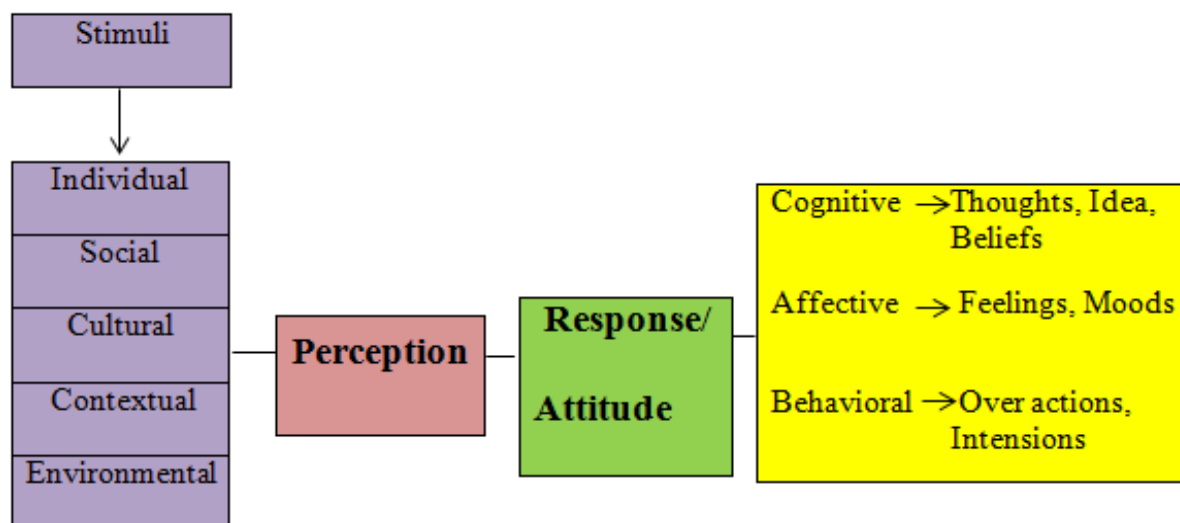 Stimuli
Individual
Social
Cultural
Contextual
Environmental
Perception
Response/
Attitude
Cognitive → Thoughts, Idea,
Beliefs
Affective → Feelings, Moods
Behavioral → Over actions,
Intensions